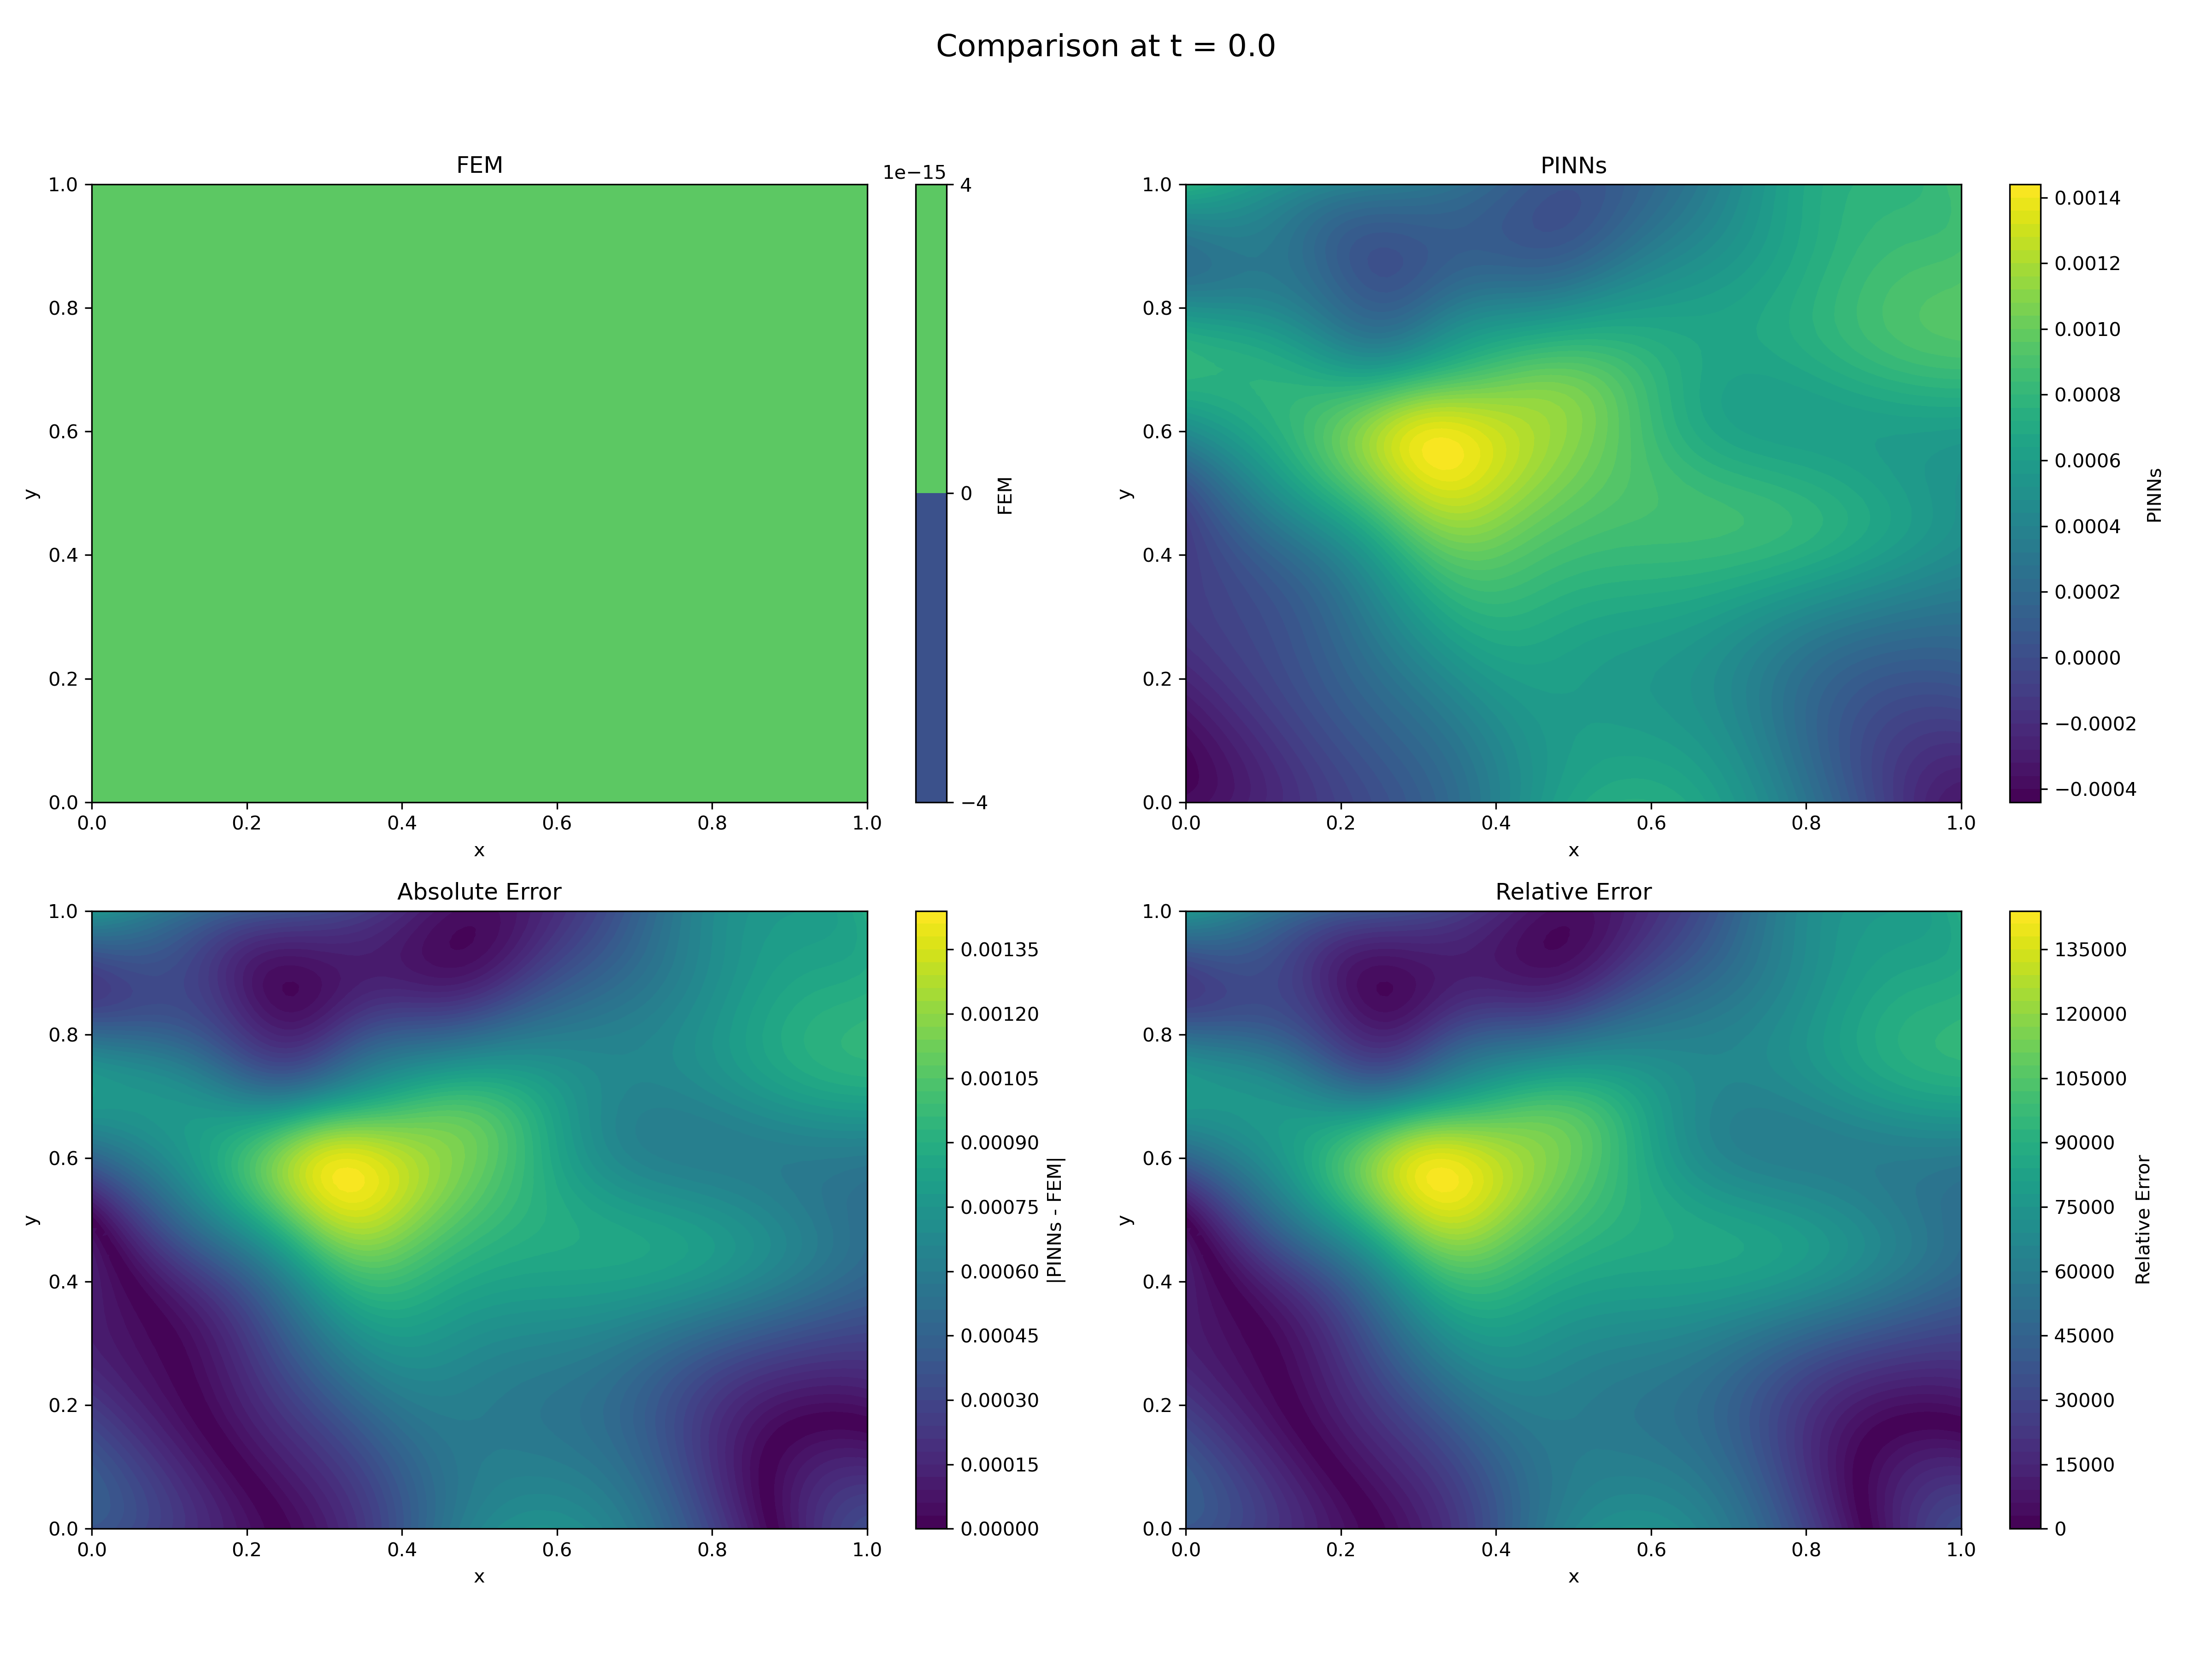 Comparison at t = 0.0
FEM
1e−15
1.0
0.8
0.6
0.4
0.2
0.0
y
0.0 0.2 0.4 0.6 0.8 1.0
x
4
0
−4
FEM
PINNs
1.0
0.8
0.6
0.4
0.2
0.0
y
0.0 0.2 0.4 0.6 0.8 1.0
x
0.0014
0.0012
0.0010
0.0008
0.0006
0.0004
0.0002
0.0000
−0.0002
−0.0004
PINNs
Absolute Error
1.0
0.8
0.6
0.4
0.2
0.0
y
0.0 0.2 0.4 0.6 0.8 1.0
x
0.00135
0.00120
0.00105
0.00090
0.00075
0.00060
0.00045
0.00030
0.00015
0.00000
|PINNs - FEM|
Relative Error
1.0
0.8
0.6
0.4
0.2
0.0
y
0.0 0.2 0.4 0.6 0.8 1.0
x
135000
120000
105000
90000
75000
60000
45000
30000
15000
0
Relative Error